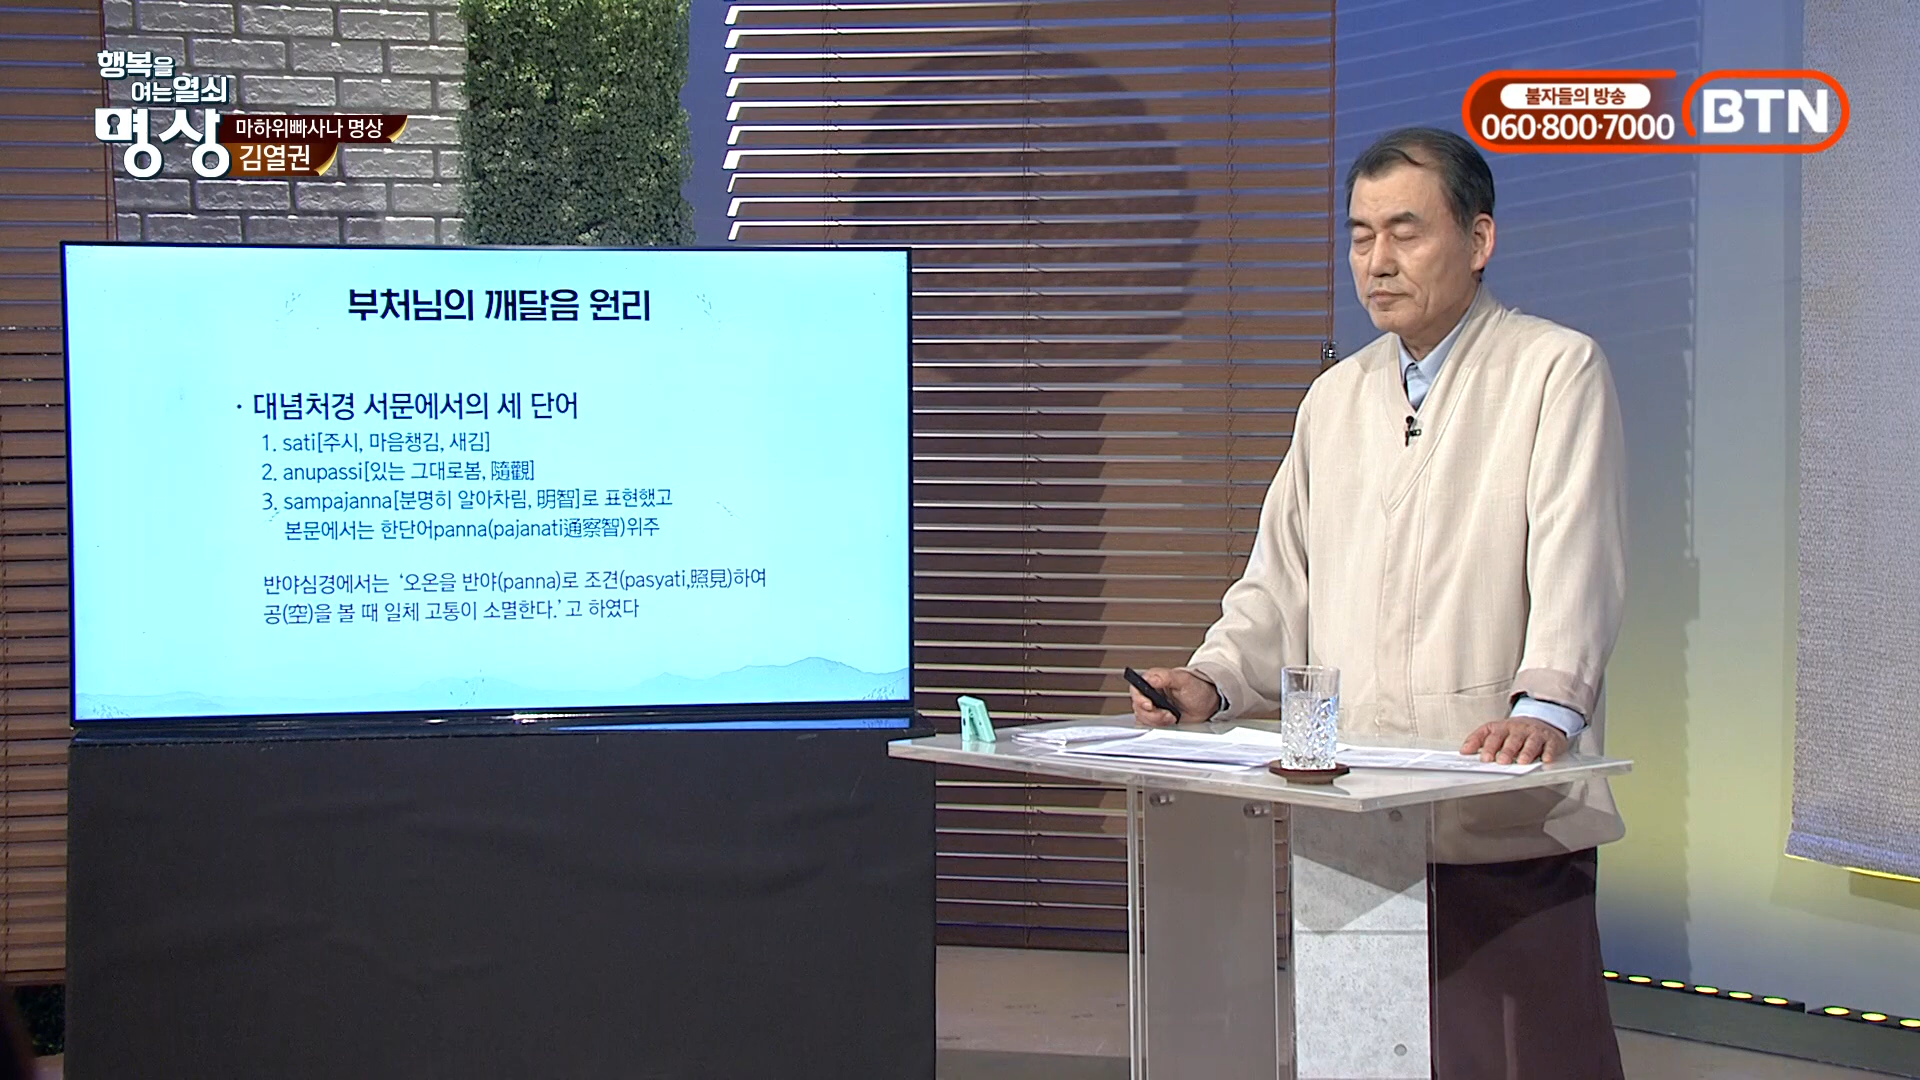 행복을
여는 열쇠
명상
마하위빠사나 명상
김열권
불자들의 방송
060·800·7000
BTN
부처님의 깨달음 원리
· 대념처경 서문에서의 세 단어
1. sati[주시, 마음챙김, 새김]
2. anupassi[있는 그대로봄, 隨觀]
3. sampajanna[분명히 알아차림, 明智]로 표현했고
본문에서는 한단어panna(pajanati通察智)위주
반야심경에서는 ‘오온을 반야(panna)로 조견(pasyati,照見)하여
공(空)을 볼 때 일체 고통이 소멸한다.’고 하였다